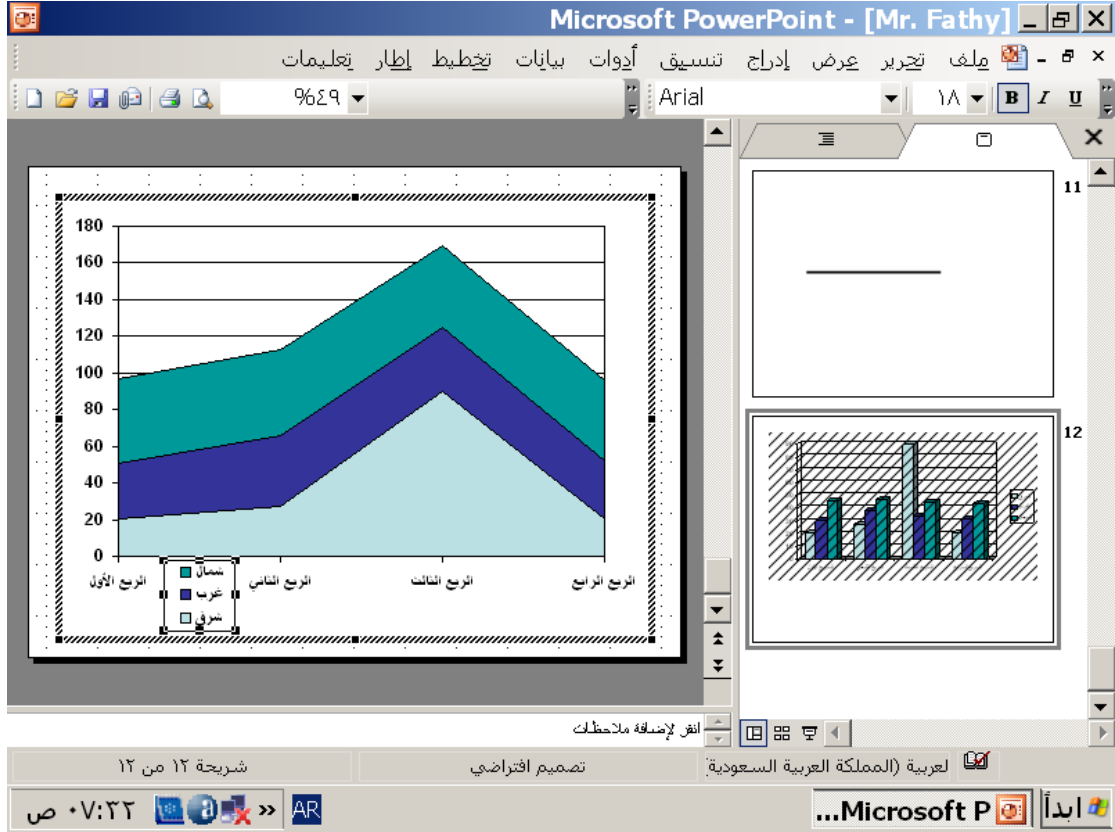 Microsoft PowerPoint - [Mr. Fathy]
ملف تحرير عرض إدراج تنسيق أدوات بيانات تخطيط إطار تعليمات
%٤٩
Arial ١٨ B I U
11
12
180
160
140
120
100
80
60
40
20
0
الربع الأول الربع الثاني الربع الثالث الربع الرابع
شمال
غرب
شرق
انقر لإضافة ملاحظات
لعربية (المملكة العربية السعودية) تصميم افتراضي شريحة ١٢ من ١٢
ابدأ Microsoft P... AR « ٠٧:٣٢ ص